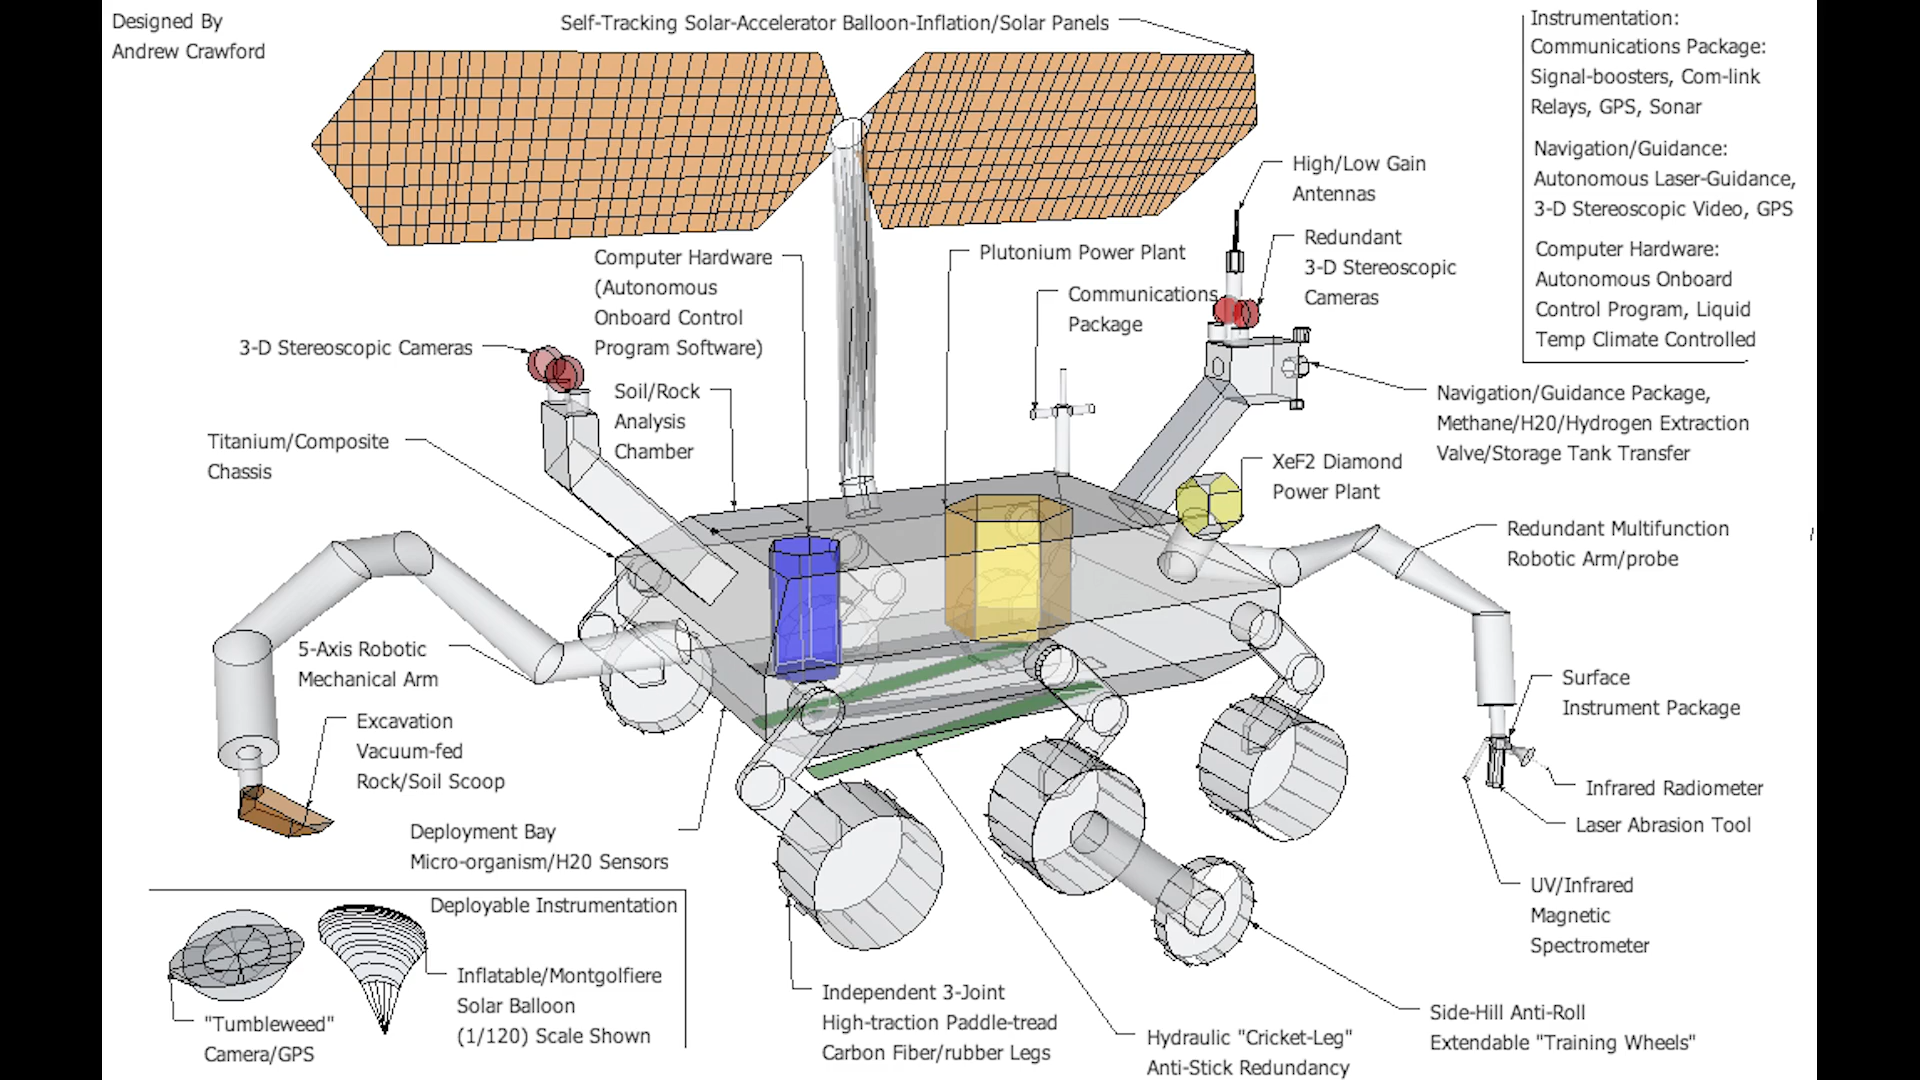 Designed By
Andrew Crawford
Self-Tracking Solar-Accelerator Balloon-Inflation/Solar Panels
Instrumentation:
Communications Package:
Signal-boosters, Com-link
Relays, GPS, Sonar
Navigation/Guidance:
Autonomous Laser-Guidance,
3-D Stereoscopic Video, GPS
Computer Hardware:
Autonomous Onboard
Control Program, Liquid
Temp Climate Controlled
High/Low Gain
Antennas
Redundant
3-D Stereoscopic
Cameras
Computer Hardware
(Autonomous
Onboard Control
Program Software)
Plutonium Power Plant
Communications
Package
3-D Stereoscopic Cameras
Soil/Rock
Analysis
Chamber
Navigation/Guidance Package,
Methane/H20/Hydrogen Extraction
Valve/Storage Tank Transfer
Titanium/Composite
Chassis
XeF2 Diamond
Power Plant
Redundant Multifunction
Robotic Arm/probe
5-Axis Robotic
Mechanical Arm
Surface
Instrument Package
Excavation
Vacuum-fed
Rock/Soil Scoop
Infrared Radiometer
Laser Abrasion Tool
Deployment Bay
Micro-organism/H20 Sensors
UV/Infrared
Magnetic
Spectrometer
Deployable Instrumentation
Inflatable/Montgolfiere
Solar Balloon
(1/120) Scale Shown
"Tumbleweed"
Camera/GPS
Independent 3-Joint
High-traction Paddle-tread
Carbon Fiber/rubber Legs
Hydraulic "Cricket-Leg"
Anti-Stick Redundancy
Side-Hill Anti-Roll
Extendable "Training Wheels"